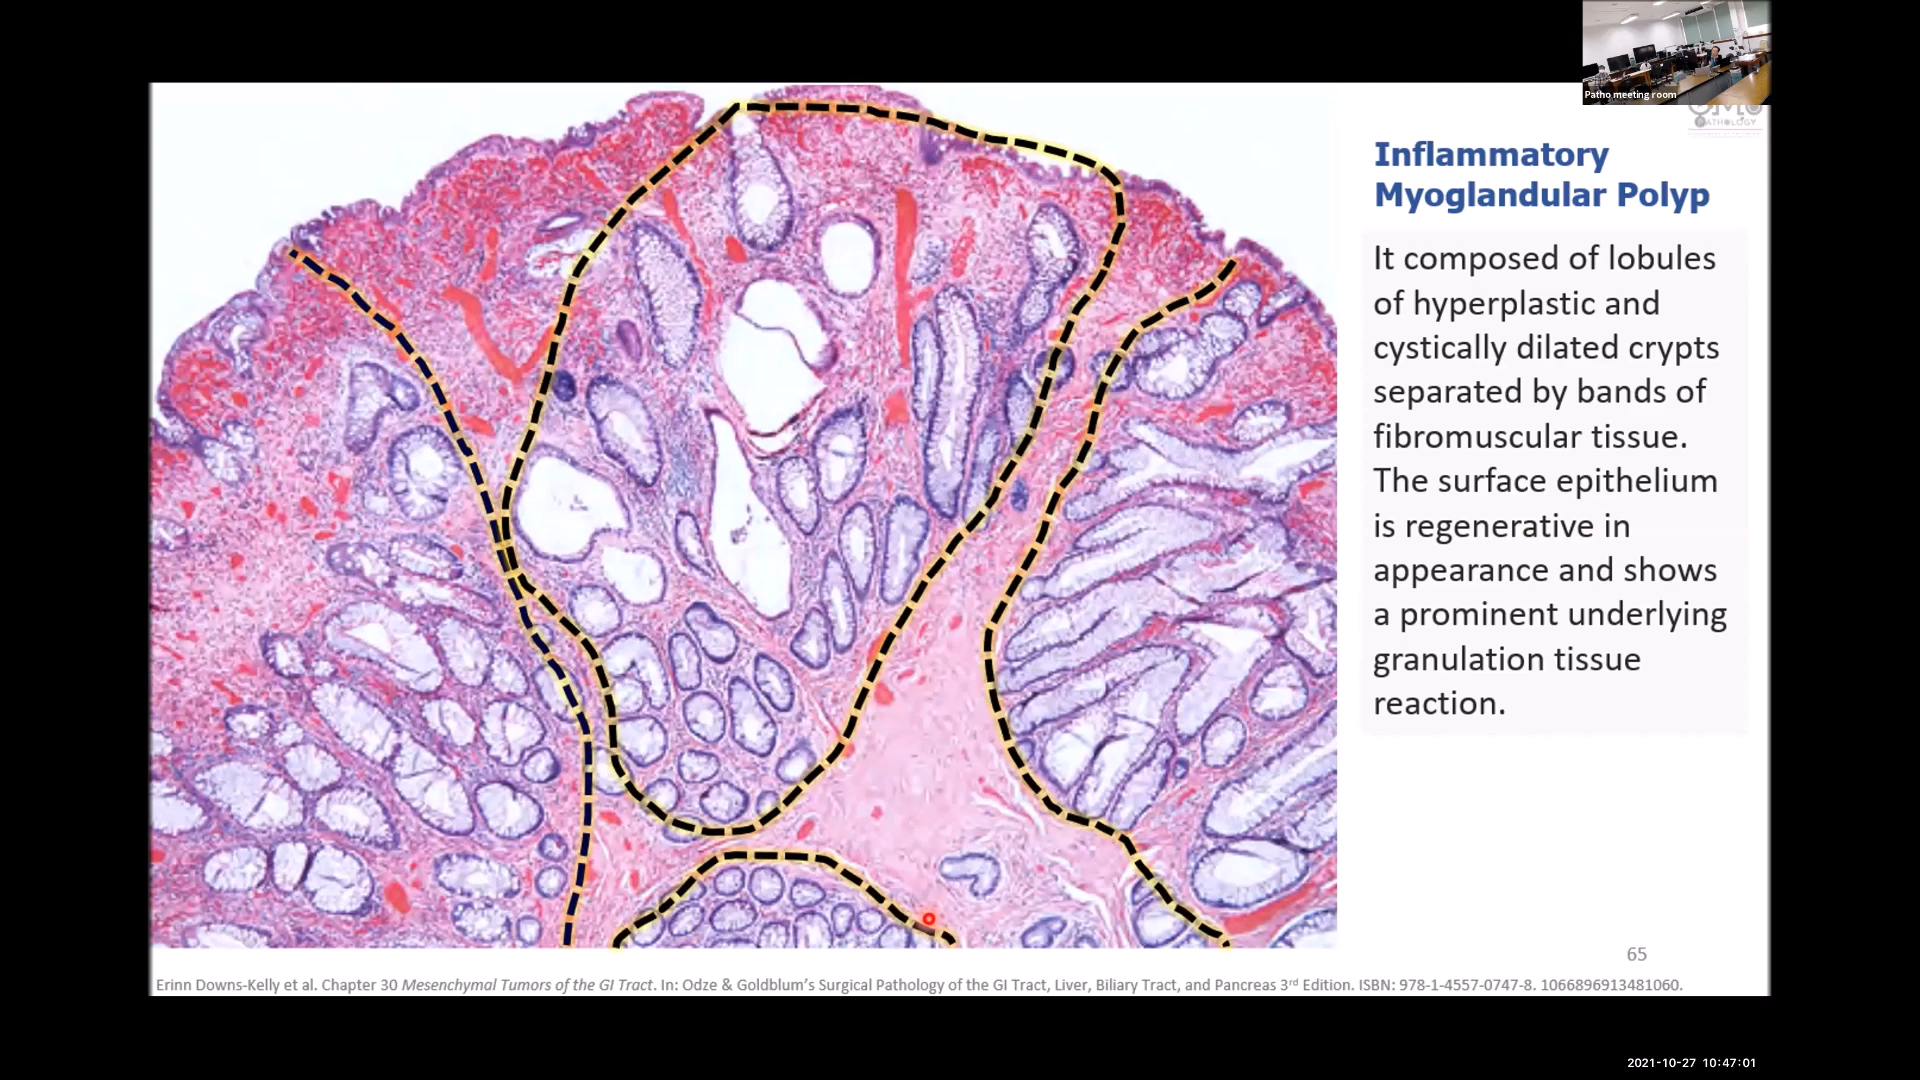 Patho meeting room
PATHOLOGY
Inflammatory
Myoglandular Polyp
It composed of lobules
of hyperplastic and
cystically dilated crypts
separated by bands of
fibromuscular tissue.
The surface epithelium
is regenerative in
appearance and shows
a prominent underlying
granulation tissue
reaction.
65
Erinn Downs-Kelly et al. Chapter 30 Mesenchymal Tumors of the GI Tract. In: Odze & Goldblum's Surgical Pathology of the GI Tract, Liver, Biliary Tract, and Pancreas 3rd Edition. ISBN: 978-1-4557-0747-8. 1066896913481060.
2021-10-27 10:47:01